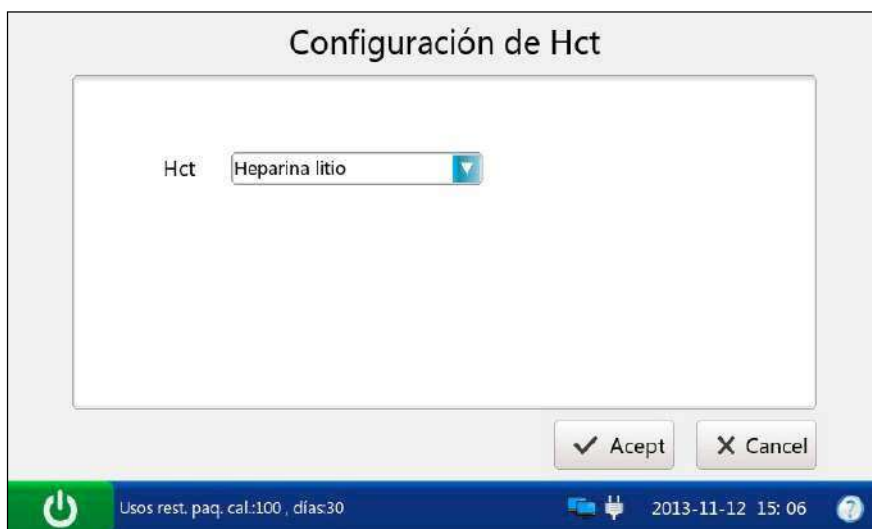 Configuración de Hct
Hct Heparina litio
Acept Cancel
Usos rest. paq. cal.:100 , días:30 2013-11-12 15: 06 ?